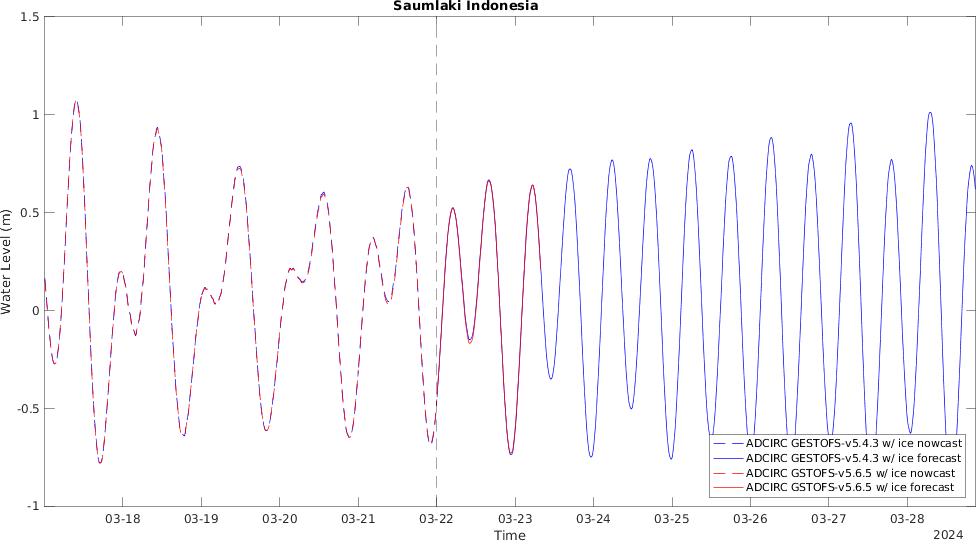 Saumlaki Indonesia
1.5
1
0.5
0
-0.5
-1
Water Level (m)
ADCIRC GESTOFS-v5.4.3 w/ ice nowcast
ADCIRC GESTOFS-v5.4.3 w/ ice forecast
ADCIRC GSTOFS-v5.6.5 w/ ice nowcast
ADCIRC GSTOFS-v5.6.5 w/ ice forecast
03-18 03-19 03-20 03-21 03-22 03-23 03-24 03-25 03-26 03-27 03-28
Time
2024